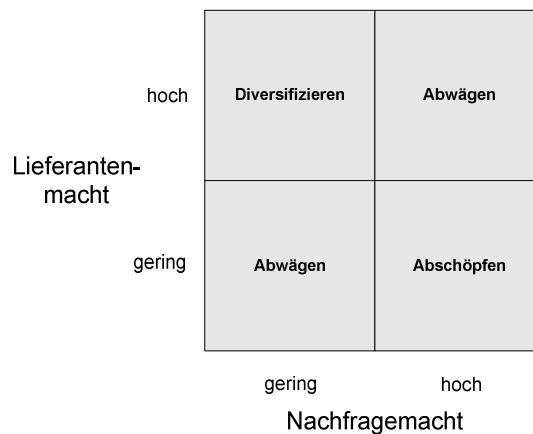 hoch
Diversifizieren
Abwägen
Lieferanten-
macht
gering
Abwägen
Abschöpfen
gering
hoch
Nachfragemacht